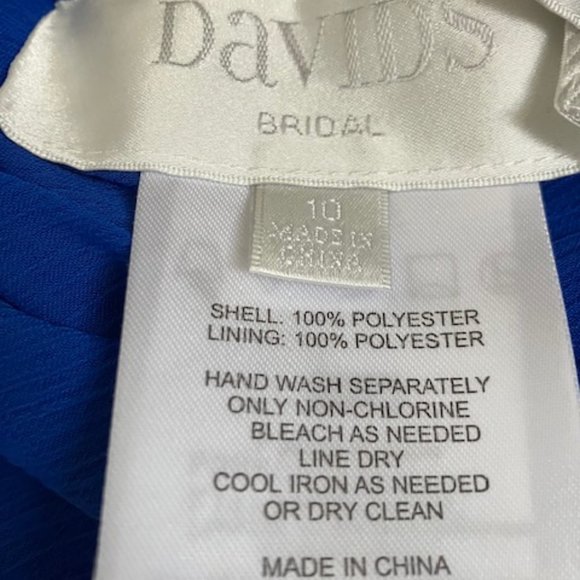 DaVIDS
BRIDAL
10
MADE IN
CHINA
SHELL: 100% POLYESTER
LINING: 100% POLYESTER
HAND WASH SEPARATELY
ONLY NON-CHLORINE
BLEACH AS NEEDED
LINE DRY
COOL IRON AS NEEDED
OR DRY CLEAN
MADE IN CHINA